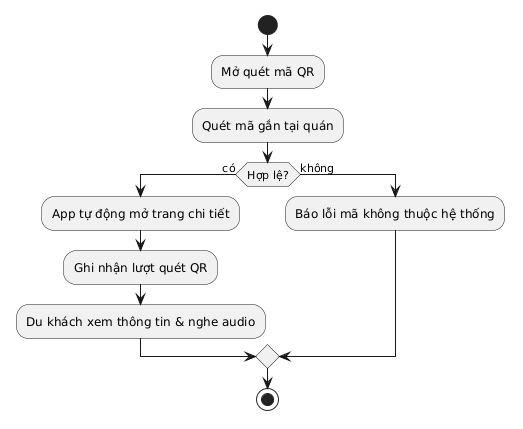 Mở quét mã QR
Quét mã gắn tại quán
có
Hợp lệ?
không
App tự động mở trang chi tiết
Báo lỗi mã không thuộc hệ thống
Ghi nhận lượt quét QR
Du khách xem thông tin & nghe audio